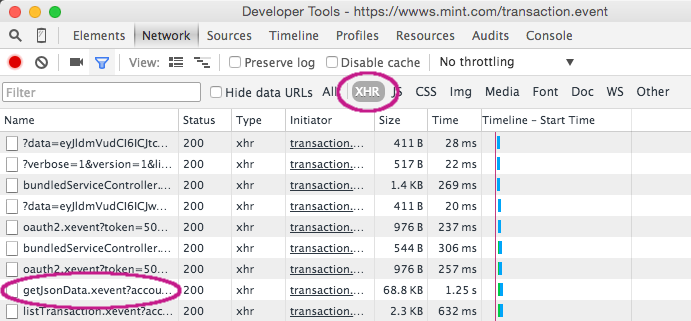 Developer Tools - https://wwws.mint.com/transaction.event
Elements Network Sources Timeline Profiles Resources Security Audits
View: Preserve log Disable cache No throttling
Filter Hide data URLs All XHR JS CSS Img Media Font Doc WS Other
Name Status Type Initiator Size Time Timeline – Start Time
?data=eyJldmVudCI6ICJtc... 200 xhr transaction.... 411 B 28 ms
?verbose=1&version=1&li... 200 xhr transaction.... 517 B 22 ms
bundledServiceController.... 200 xhr transaction.... 1.4 KB 269 ms
?data=eyJldmVudCI6ICJw... 200 xhr transaction.... 411 B 20 ms
oauth2.xevent?token=50... 200 xhr transaction.... 976 B 237 ms
bundledServiceController.... 200 xhr transaction.... 544 B 306 ms
oauth2.xevent?token=50... 200 xhr transaction.... 976 B 257 ms
getJsonData.xevent?accou... 200 xhr transaction.... 68.8 KB 1.25 s
listTransaction.xevent?acc... 200 xhr transaction.... 2.3 KB 632 ms